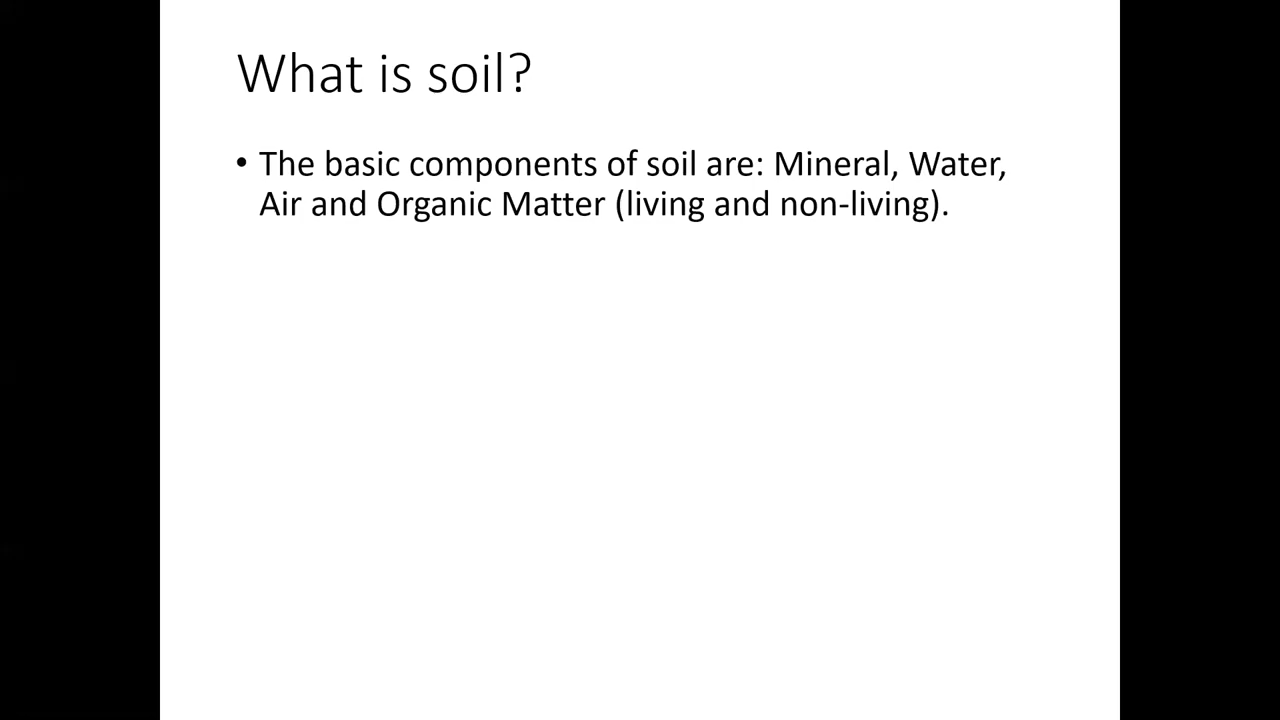 What is soil?
• The basic components of soil are: Mineral, Water,
Air and Organic Matter (living and non-living).